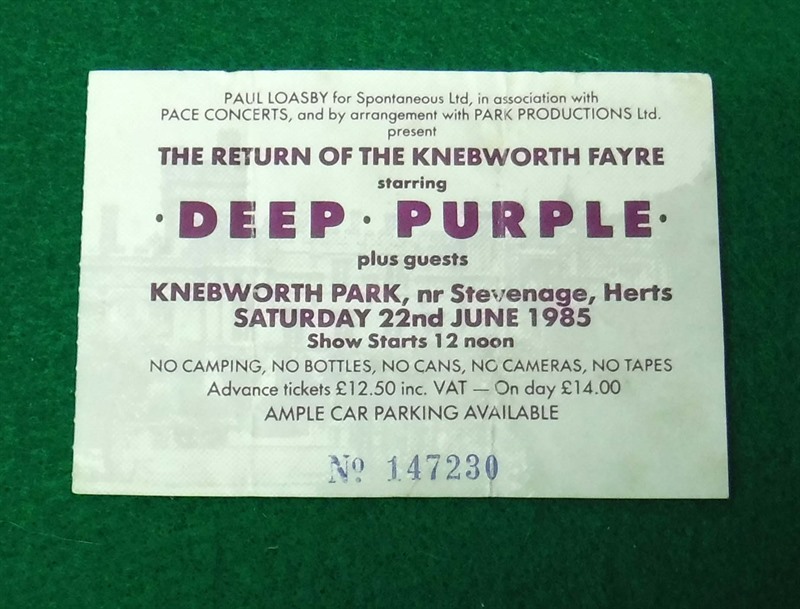 PAUL LOASBY for Spontaneous Ltd, in association with
PACE CONCERTS, and by arrangement with PARK PRODUCTIONS Ltd.
present
THE RETURN OF THE KNEBWORTH FAYRE
starring
· DEEP · PURPLE ·
plus guests
KNEBWORTH PARK, nr Stevenage, Herts
SATURDAY 22nd JUNE 1985
Show Starts 12 noon
NO CAMPING, NO BOTTLES, NO CANS, NO CAMERAS, NO TAPES
Advance tickets £12.50 inc. VAT — On day £14.00
AMPLE CAR PARKING AVAILABLE
Nº 147230